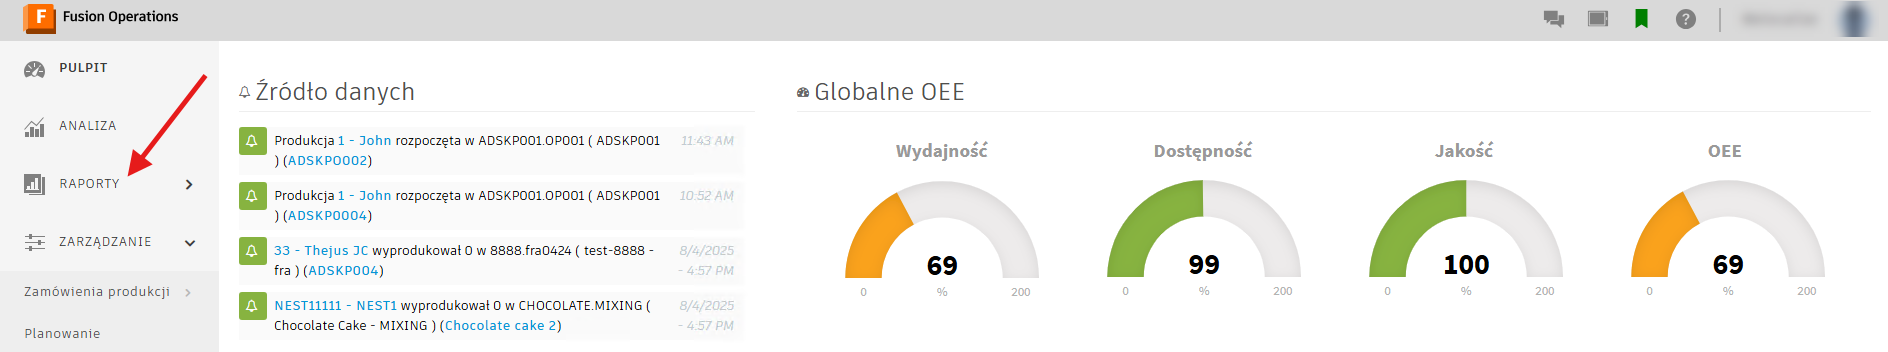 Fusion Operations
PULPIT
ANALIZA
RAPORTY
ZARZĄDZANIE
Zamówienia produkcji
Planowanie
Źródło danych
Produkcja 1 - John rozpoczęta w ADSKP001.OP001 ( ADSKP001
) (ADSKP0002)
11:43 AM
Produkcja 1 - John rozpoczęta w ADSKP001.OP001 ( ADSKP001
) (ADSKP0004)
10:52 AM
33 - Thejus JC wyprodukował 0 w 8888.fra0424 ( test-8888 -
fra ) (ADSKP004)
8/4/2025
- 4:57 PM
NEST11111 - NEST1 wyprodukował 0 w CHOCOLATE.MIXING (
Chocolate Cake - MIXING ) (Chocolate cake 2)
8/4/2025
- 4:57 PM
Globalne OEE
Wydajność
69
0 % 200
Dostępność
99
0 % 200
Jakość
100
0 % 200
OEE
69
0 % 200